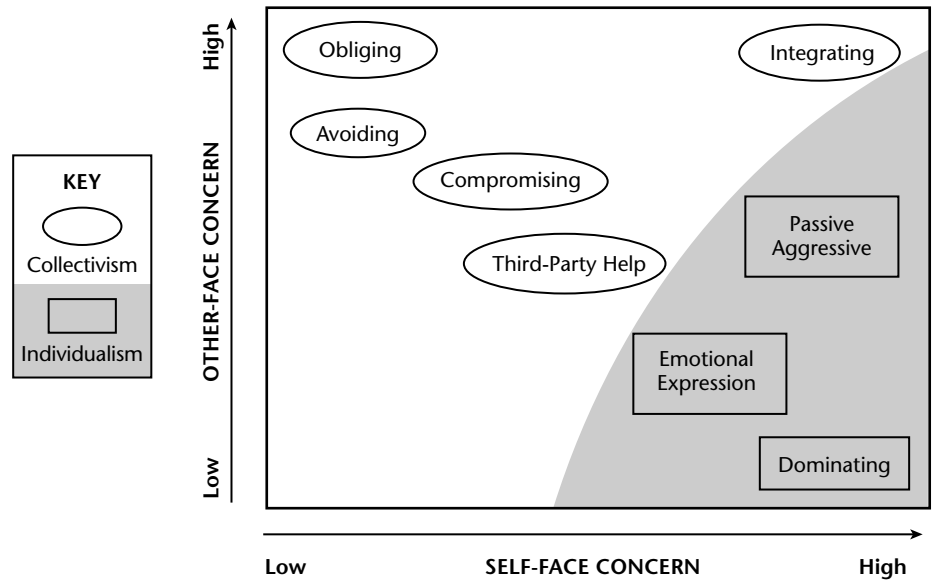 KEY
Collectivism
Individualism
High
OTHER-FACE CONCERN
Low
Obliging
Integrating
Avoiding
Compromising
Passive
Aggressive
Third-Party Help
Emotional
Expression
Dominating
Low
SELF-FACE CONCERN
High